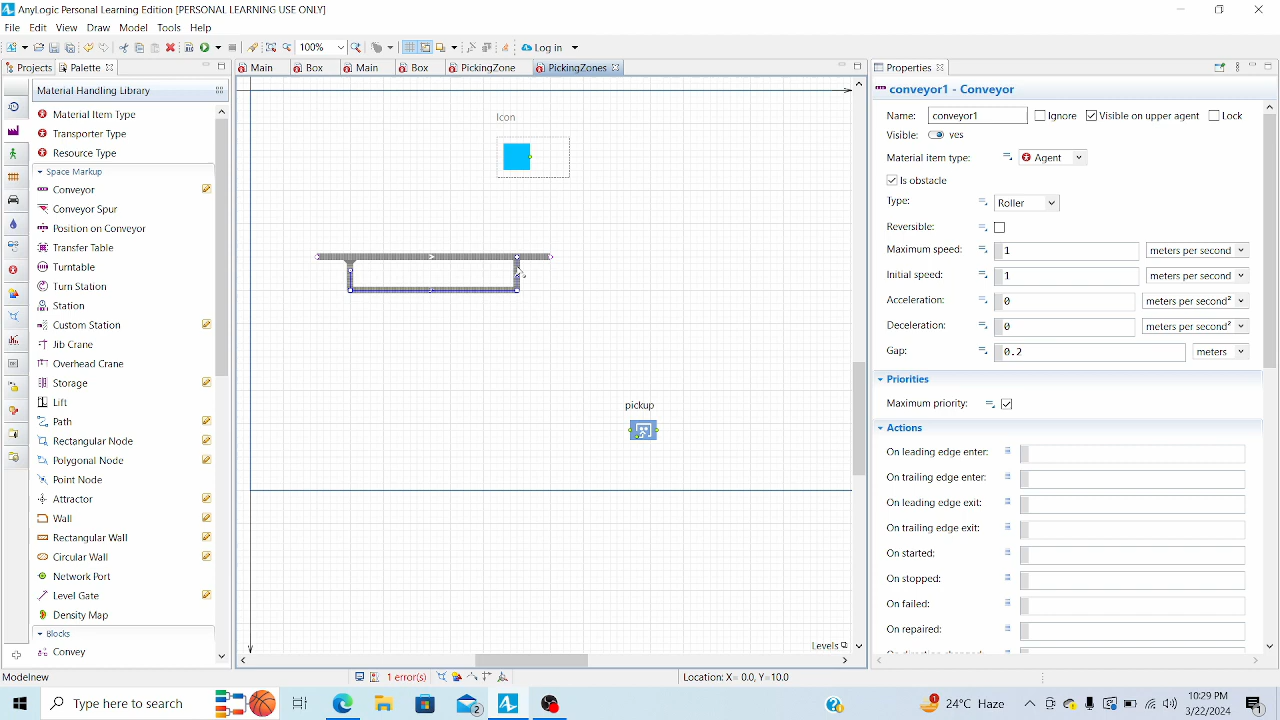 AnyLogic Personal Learning Edition [PERSONAL LEARNING USE ONLY]
File Edit View Draw Model Tools Help
100% Log in
Projects Palette Main Box Main Box PickingZone PickingZones Properties
Material Handling Library
Material Item Type
Transporter Type
Type
Conveyor
Conveyor Spur
Position on Conveyor
Transfer Table
Turntable
Turn Station
Station
Custom Station
Jib Crane
Overhead Crane
Storage
Lift
Path
Rectangular Node
Polygonal Node
Point Node
Attractor
Wall
Rectangular Wall
Circular Wall
Network Port
Level Gate
Density Map
Blocks
Convey
Icon
pickup
Levels
conveyor1 - Conveyor
Name: conveyor1 Ignore Visible on upper agent Lock
Visible: yes
Material item type: Agent
Is obstacle
Type: Roller
Reversible:
Maximum speed: 1 meters per second
Initial speed: 1 meters per second
Acceleration: 0 meters per second²
Deceleration: 0 meters per second²
Gap: 0.2 meters
Priorities
Maximum priority:
Actions
On leading edge enter:
On trailing edge enter:
On leading edge exit:
On trailing edge exit:
On started:
On stopped:
On failed:
On repaired:
Modelnew 1 error(s) Location: X= 0.0, Y=10.0
Type here to search 2 1 24°C Haze 10:21 PM
3/22/2024 1